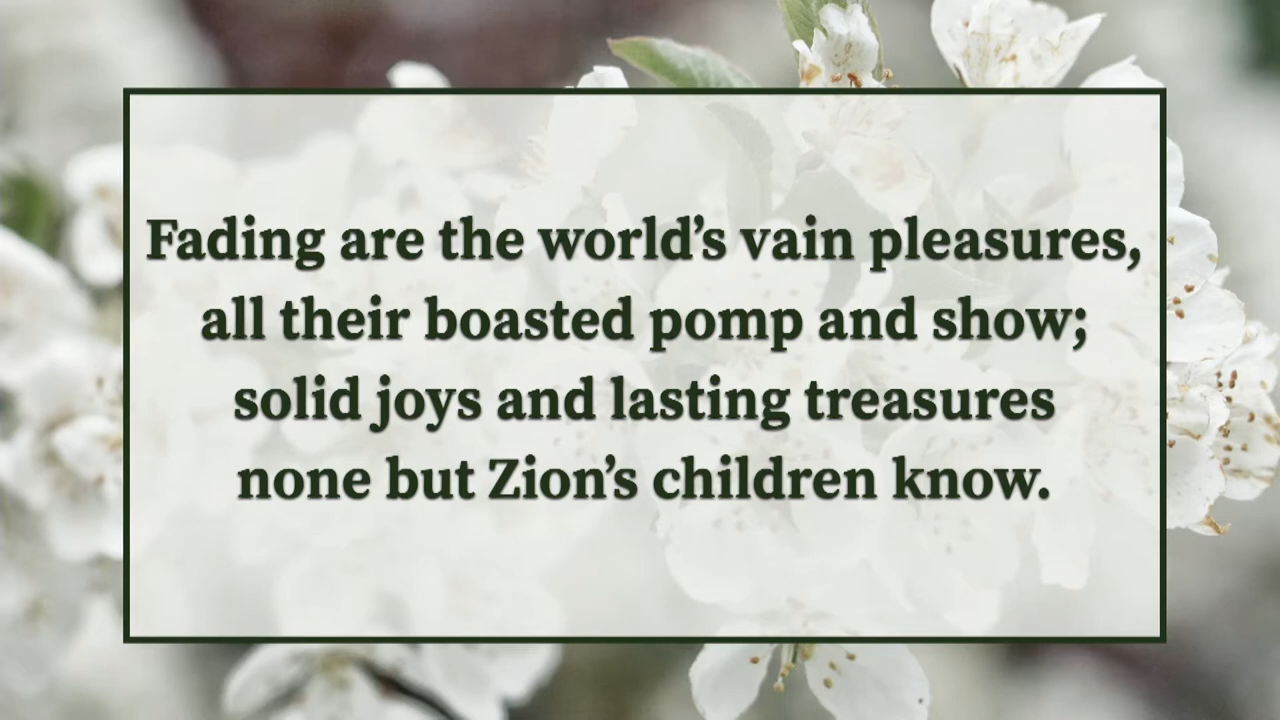 Fading are the world’s vain pleasures,
all their boasted pomp and show;
solid joys and lasting treasures
none but Zion’s children know.